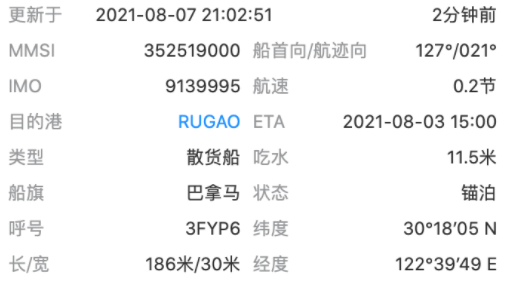 更新于 2021-08-07 21:02:51 2分钟前
MMSI 352519000 船首向/航迹向 127°/021°
IMO 9139995 航速 0.2节
目的港 RUGAO ETA 2021-08-03 15:00
类型 散货船 吃水 11.5米
船旗 巴拿马 状态 锚泊
呼号 3FYP6 纬度 30°18′05 N
长/宽 186米/30米 经度 122°39′49 E